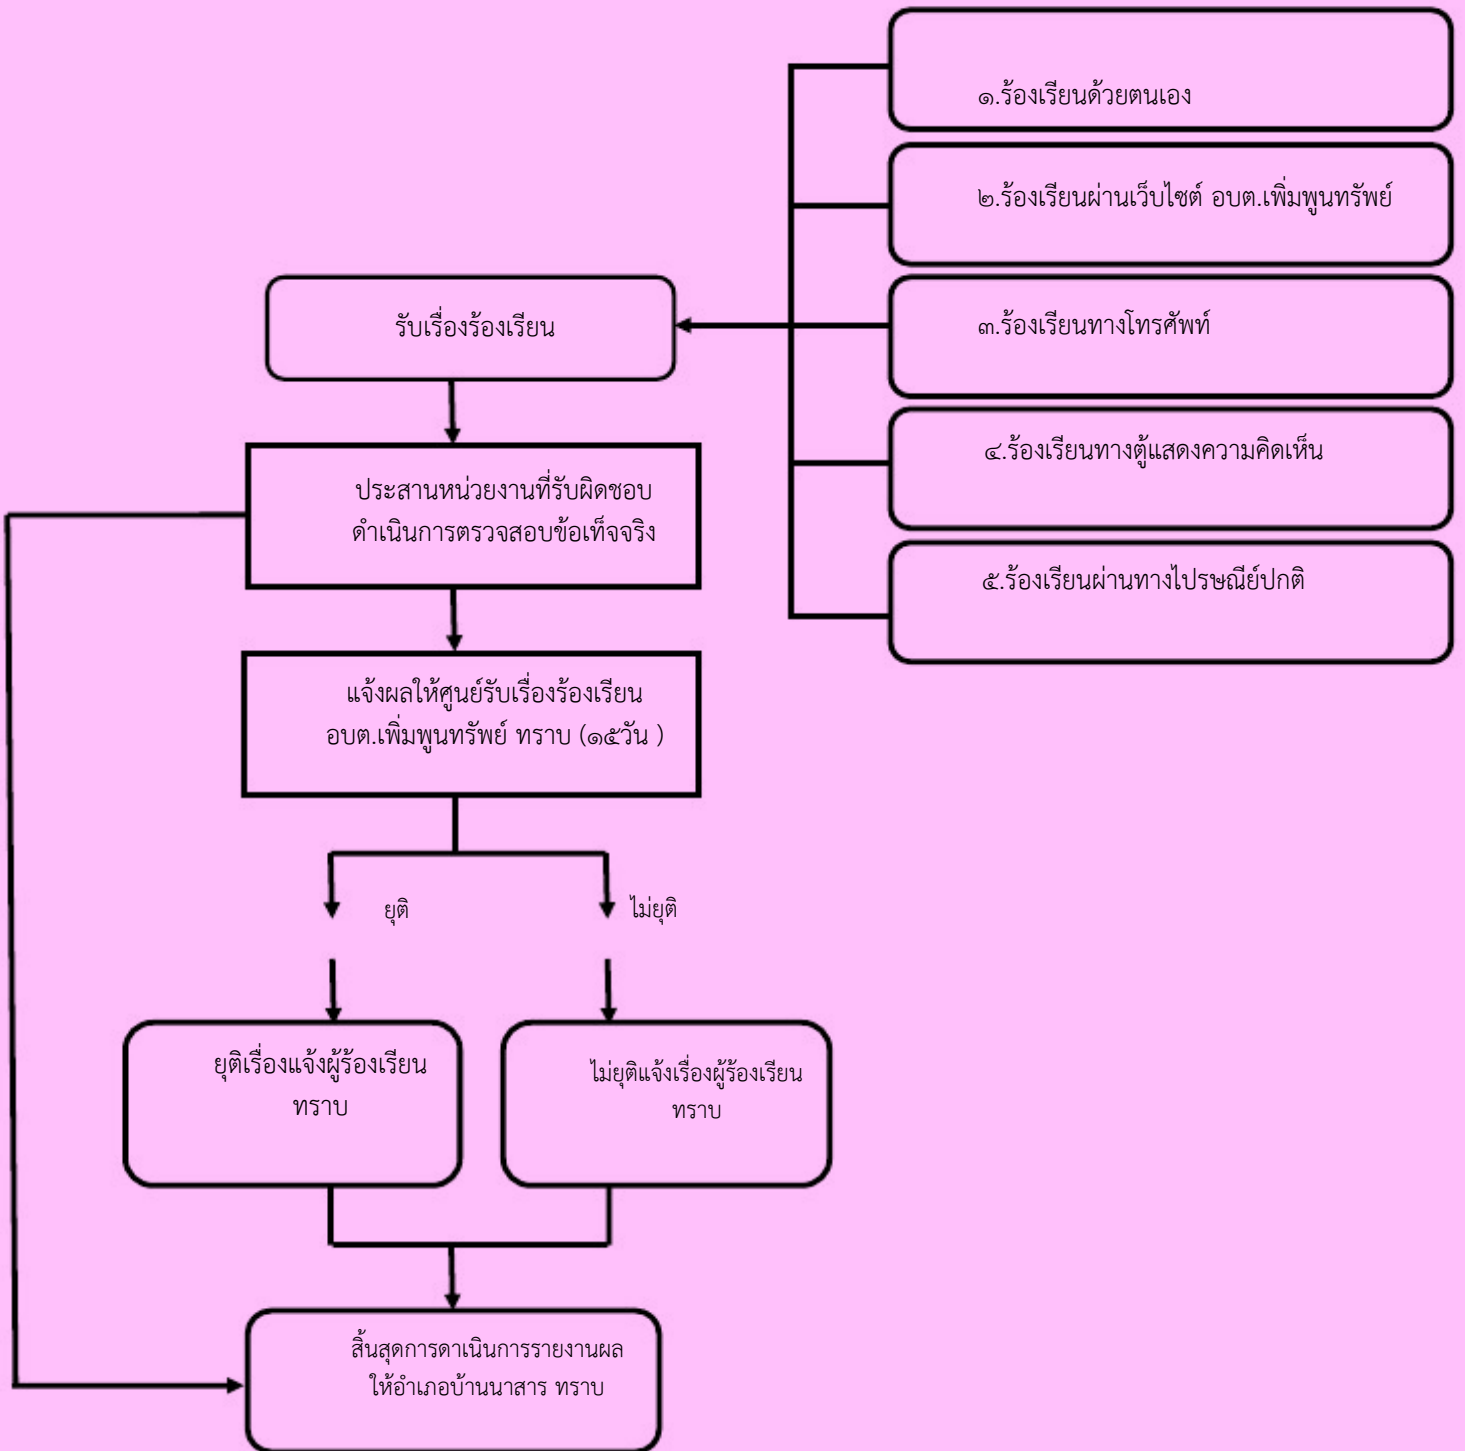 ๑.ร้องเรียนด้วยตนเอง
๒.ร้องเรียนผ่านเว็บไซต์ อบต.เพิ่มพูนทรัพย์
๓.ร้องเรียนทางโทรศัพท์
๔.ร้องเรียนทางตู้แสดงความคิดเห็น
๕.ร้องเรียนผ่านทางไปรษณีย์ปกติ
รับเรื่องร้องเรียน
ประสานหน่วยงานที่รับผิดชอบ
ดำเนินการตรวจสอบข้อเท็จจริง
แจ้งผลให้ศูนย์รับเรื่องร้องเรียน
อบต.เพิ่มพูนทรัพย์ ทราบ (๑๕วัน )
ยุติ
ไม่ยุติ
ยุติเรื่องแจ้งผู้ร้องเรียน
ทราบ
ไม่ยุติแจ้งเรื่องผู้ร้องเรียน
ทราบ
สิ้นสุดการดาเนินการรายงานผล
ให้อำเภอบ้านนาสาร ทราบ